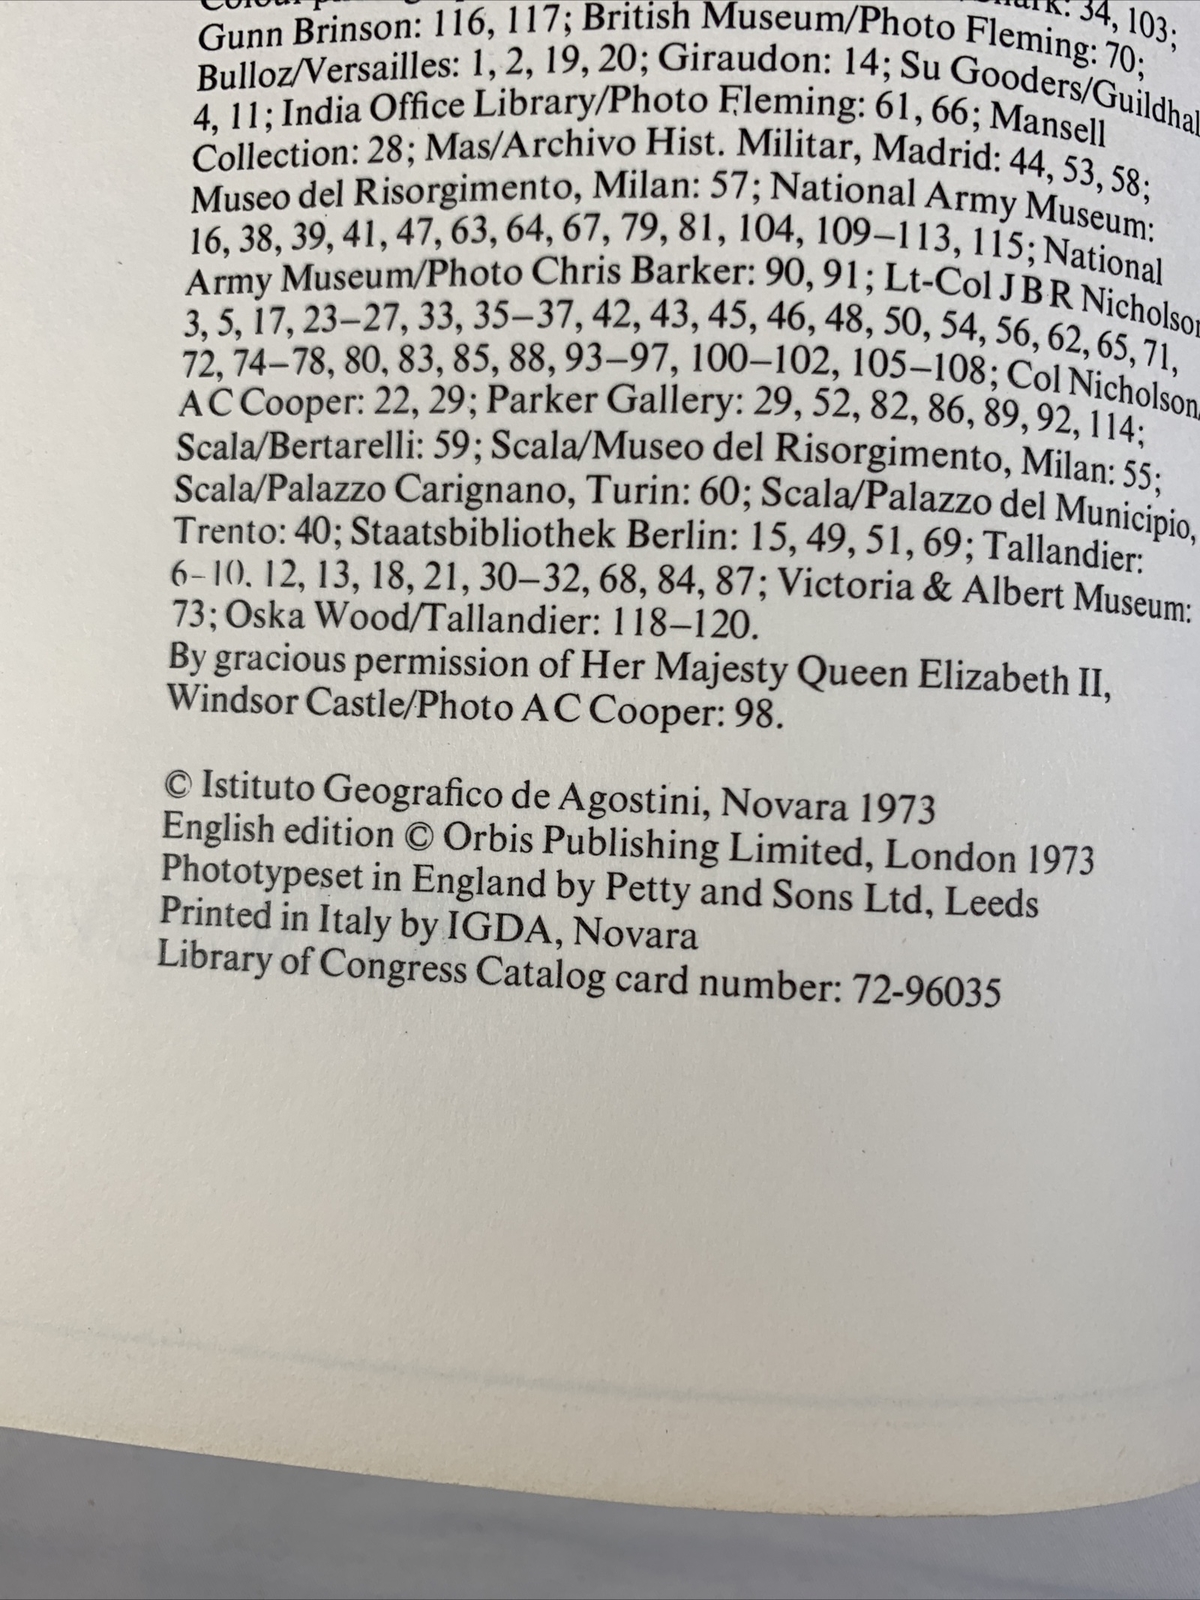 34, 103;
Gunn Brinson: 116, 117; British Museum/Photo Fleming: 70;
Bulloz/Versailles: 1, 2, 19, 20; Giraudon: 14; Su Gooders/Guildhal
4, 11; India Office Library/Photo Fleming: 61, 66; Mansell
Collection: 28; Mas/Archivo Hist. Militar, Madrid: 44, 53, 58;
Museo del Risorgimento, Milan: 57; National Army Museum:
16, 38, 39, 41, 47, 63, 64, 67, 79, 81, 104, 109–113, 115; National
Army Museum/Photo Chris Barker: 90, 91; Lt-Col J B R Nicholson
3, 5, 17, 23–27, 33, 35–37, 42, 43, 45, 46, 48, 50, 54, 56, 62, 65, 71,
72, 74–78, 80, 83, 85, 88, 93–97, 100–102, 105–108; Col Nicholson/
A C Cooper: 22, 29; Parker Gallery: 29, 52, 82, 86, 89, 92, 114;
Scala/Bertarelli: 59; Scala/Museo del Risorgimento, Milan: 55;
Scala/Palazzo Carignano, Turin: 60; Scala/Palazzo del Municipio,
Trento: 40; Staatsbibliothek Berlin: 15, 49, 51, 69; Tallandier:
6–10. 12, 13, 18, 21, 30–32, 68, 84, 87; Victoria & Albert Museum:
73; Oska Wood/Tallandier: 118–120.
By gracious permission of Her Majesty Queen Elizabeth II,
Windsor Castle/Photo A C Cooper: 98.
© Istituto Geografico de Agostini, Novara 1973
English edition © Orbis Publishing Limited, London 1973
Phototypeset in England by Petty and Sons Ltd, Leeds
Printed in Italy by IGDA, Novara
Library of Congress Catalog card number: 72-96035